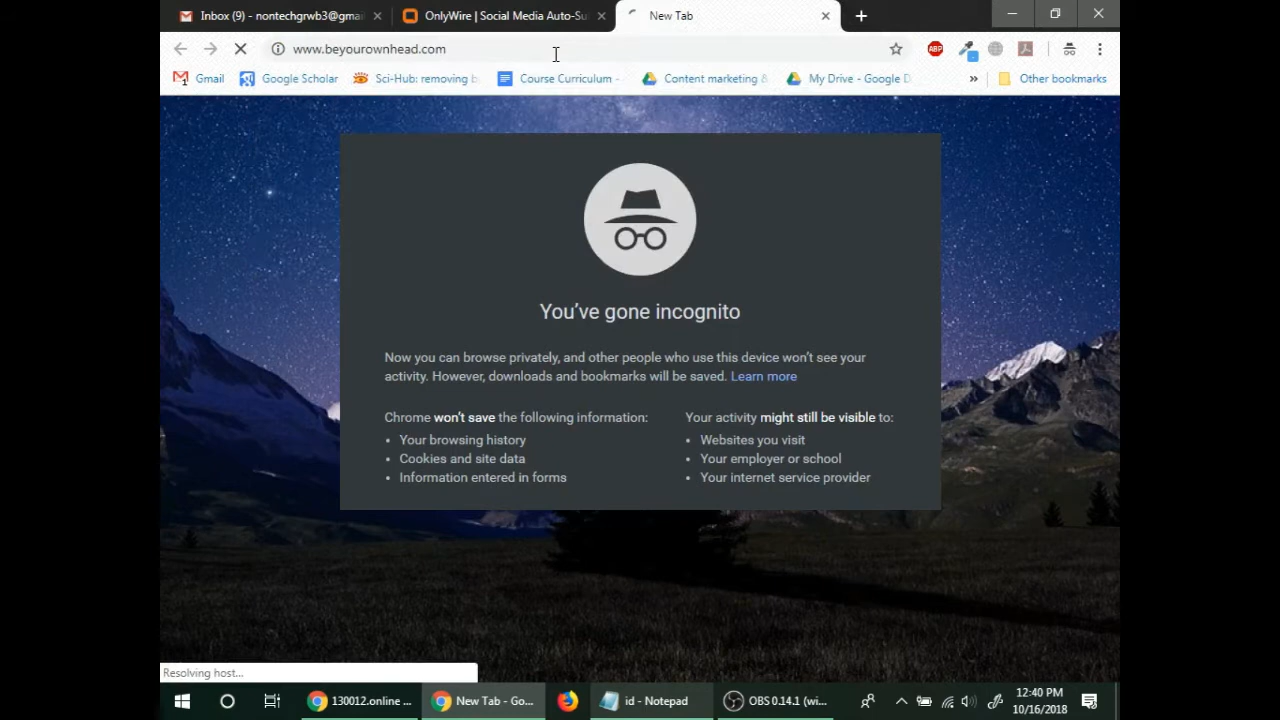 Inbox (9) - nontechgrwb3@gmai
OnlyWire | Social Media Auto-Su
New Tab
www.beyourownhead.com
ABP
Gmail
Google Scholar
Sci-Hub: removing b
Course Curriculum -
Content marketing &
My Drive - Google D
»
Other bookmarks
You've gone incognito
Now you can browse privately, and other people who use this device won't see your
activity. However, downloads and bookmarks will be saved. Learn more
Chrome won't save the following information:
• Your browsing history
• Cookies and site data
• Information entered in forms
Your activity might still be visible to:
• Websites you visit
• Your employer or school
• Your internet service provider
Resolving host...
130012.online ...
New Tab - Go...
id - Notepad
OBS 0.14.1 (wi...
12:40 PM
10/16/2018